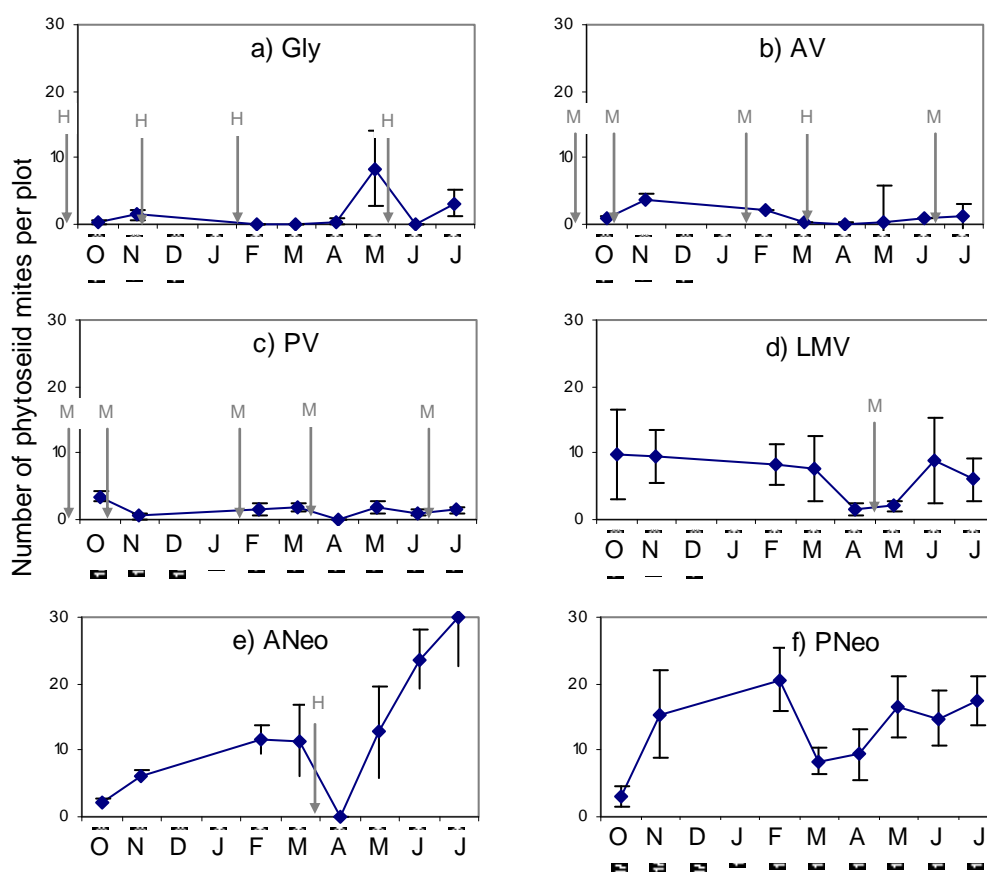 Number of phytoseiid mites per plot
30
a) Gly
20
H
H
H
H
10
0
O N D J F M A M J J
30
b) AV
20
M
M
M
H
M
10
0
O N D J F M A M J J
30
c) PV
20
M
M
M
M
M
10
0
O N D J F M A M J J
30
d) LMV
20
M
10
0
O N D J F M A M J J
30
e) ANeo
20
H
10
0
O N D J F M A M J J
30
f) PNeo
20
10
0
O N D J F M A M J J